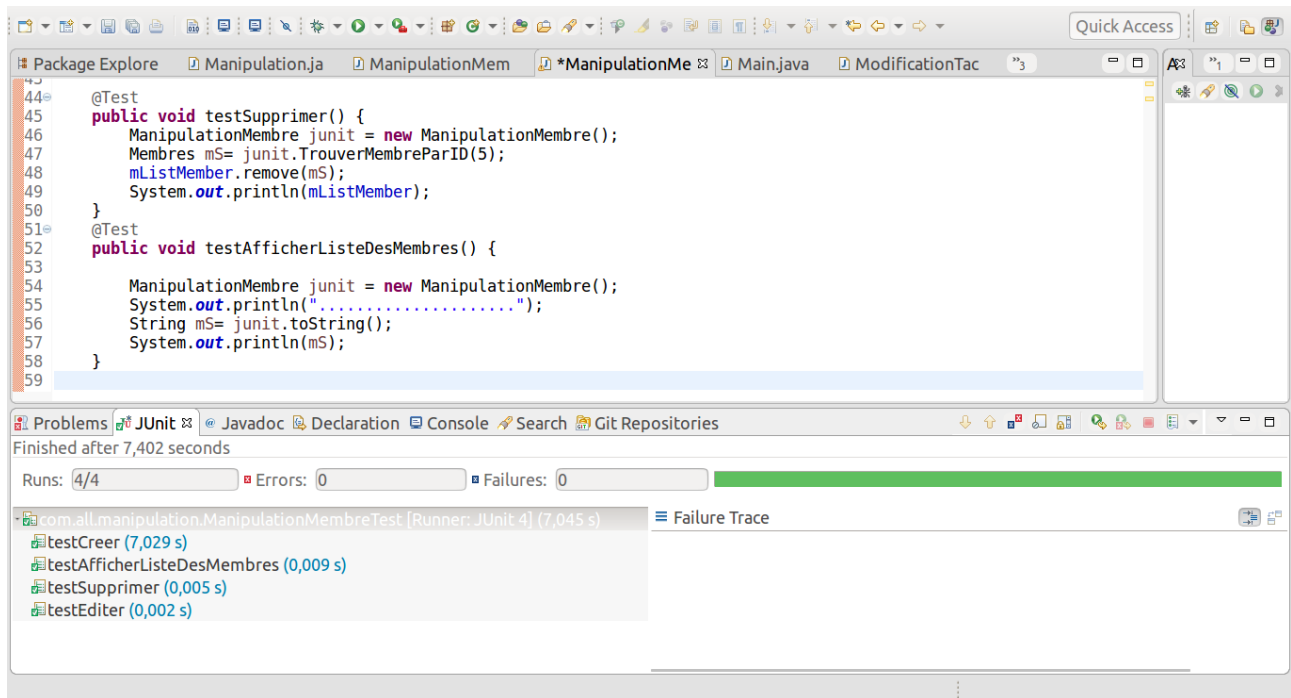 Quick Access
Package Explore Manipulation.ja ManipulationMem *ManipulationMe Main.java ModificationTac »3 »1
44 @Test
45 public void testSupprimer() {
46 ManipulationMembre junit = new ManipulationMembre();
47 Membres mS= junit.TrouverMembreParID(5);
48 mListMember.remove(mS);
49 System.out.println(mListMember);
50 }
51 @Test
52 public void testAfficherListeDesMembres() {
53
54 ManipulationMembre junit = new ManipulationMembre();
55 System.out.println(".....................");
56 String mS= junit.toString();
57 System.out.println(mS);
58 }
59
Problems JUnit Javadoc Declaration Console Search Git Repositories
Finished after 7,402 seconds
Runs: 4/4 Errors: 0 Failures: 0
com.all.manipulation.ManipulationMembreTest [Runner: JUnit 4] (7,045 s)
Failure Trace
testCreer (7,029 s)
testAfficherListeDesMembres (0,009 s)
testSupprimer (0,005 s)
testEditer (0,002 s)